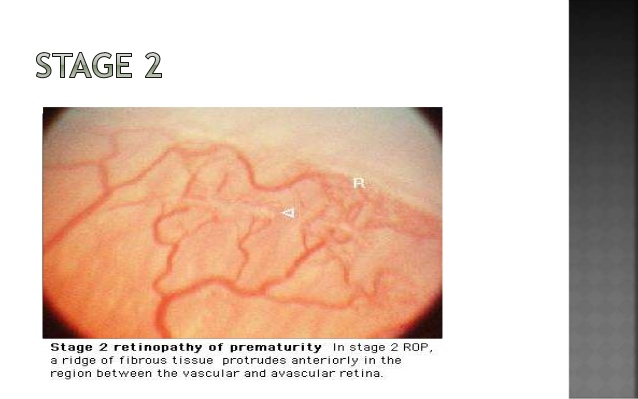 STAGE 2
R
Stage 2 retinopathy of prematurity In stage 2 ROP,
a ridge of fibrous tissue protrudes anteriorly in the
region between the vascular and avascular retina.